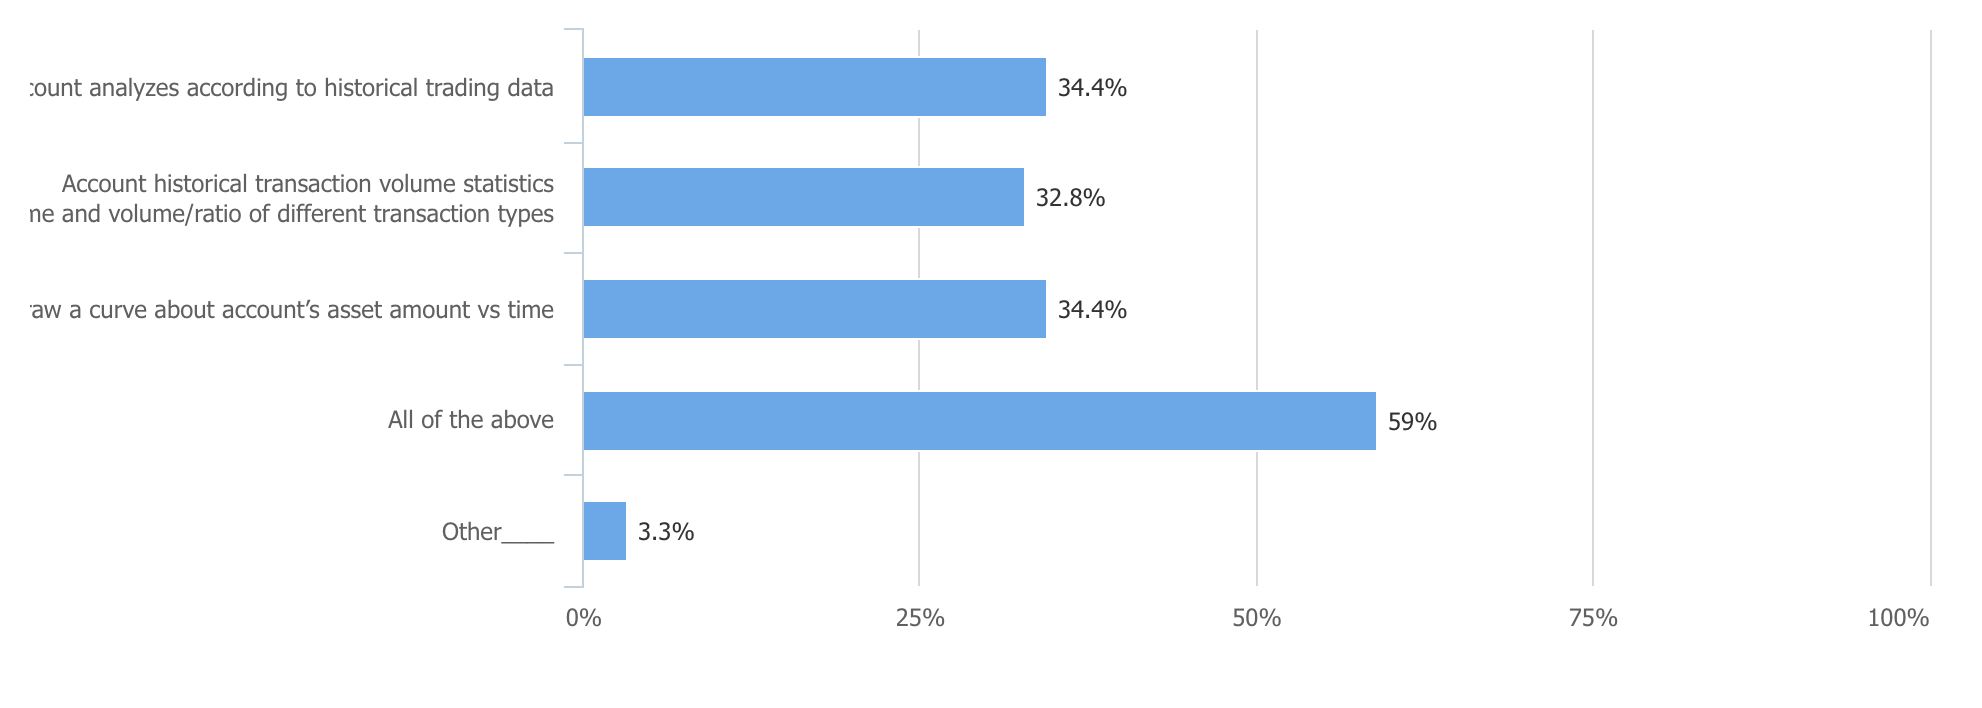 count analyzes according to historical trading data
34.4%
Account historical transaction volume statistics
me and volume/ratio of different transaction types
32.8%
raw a curve about account’s asset amount vs time
34.4%
All of the above
59%
Other____
3.3%
0%
25%
50%
75%
100%